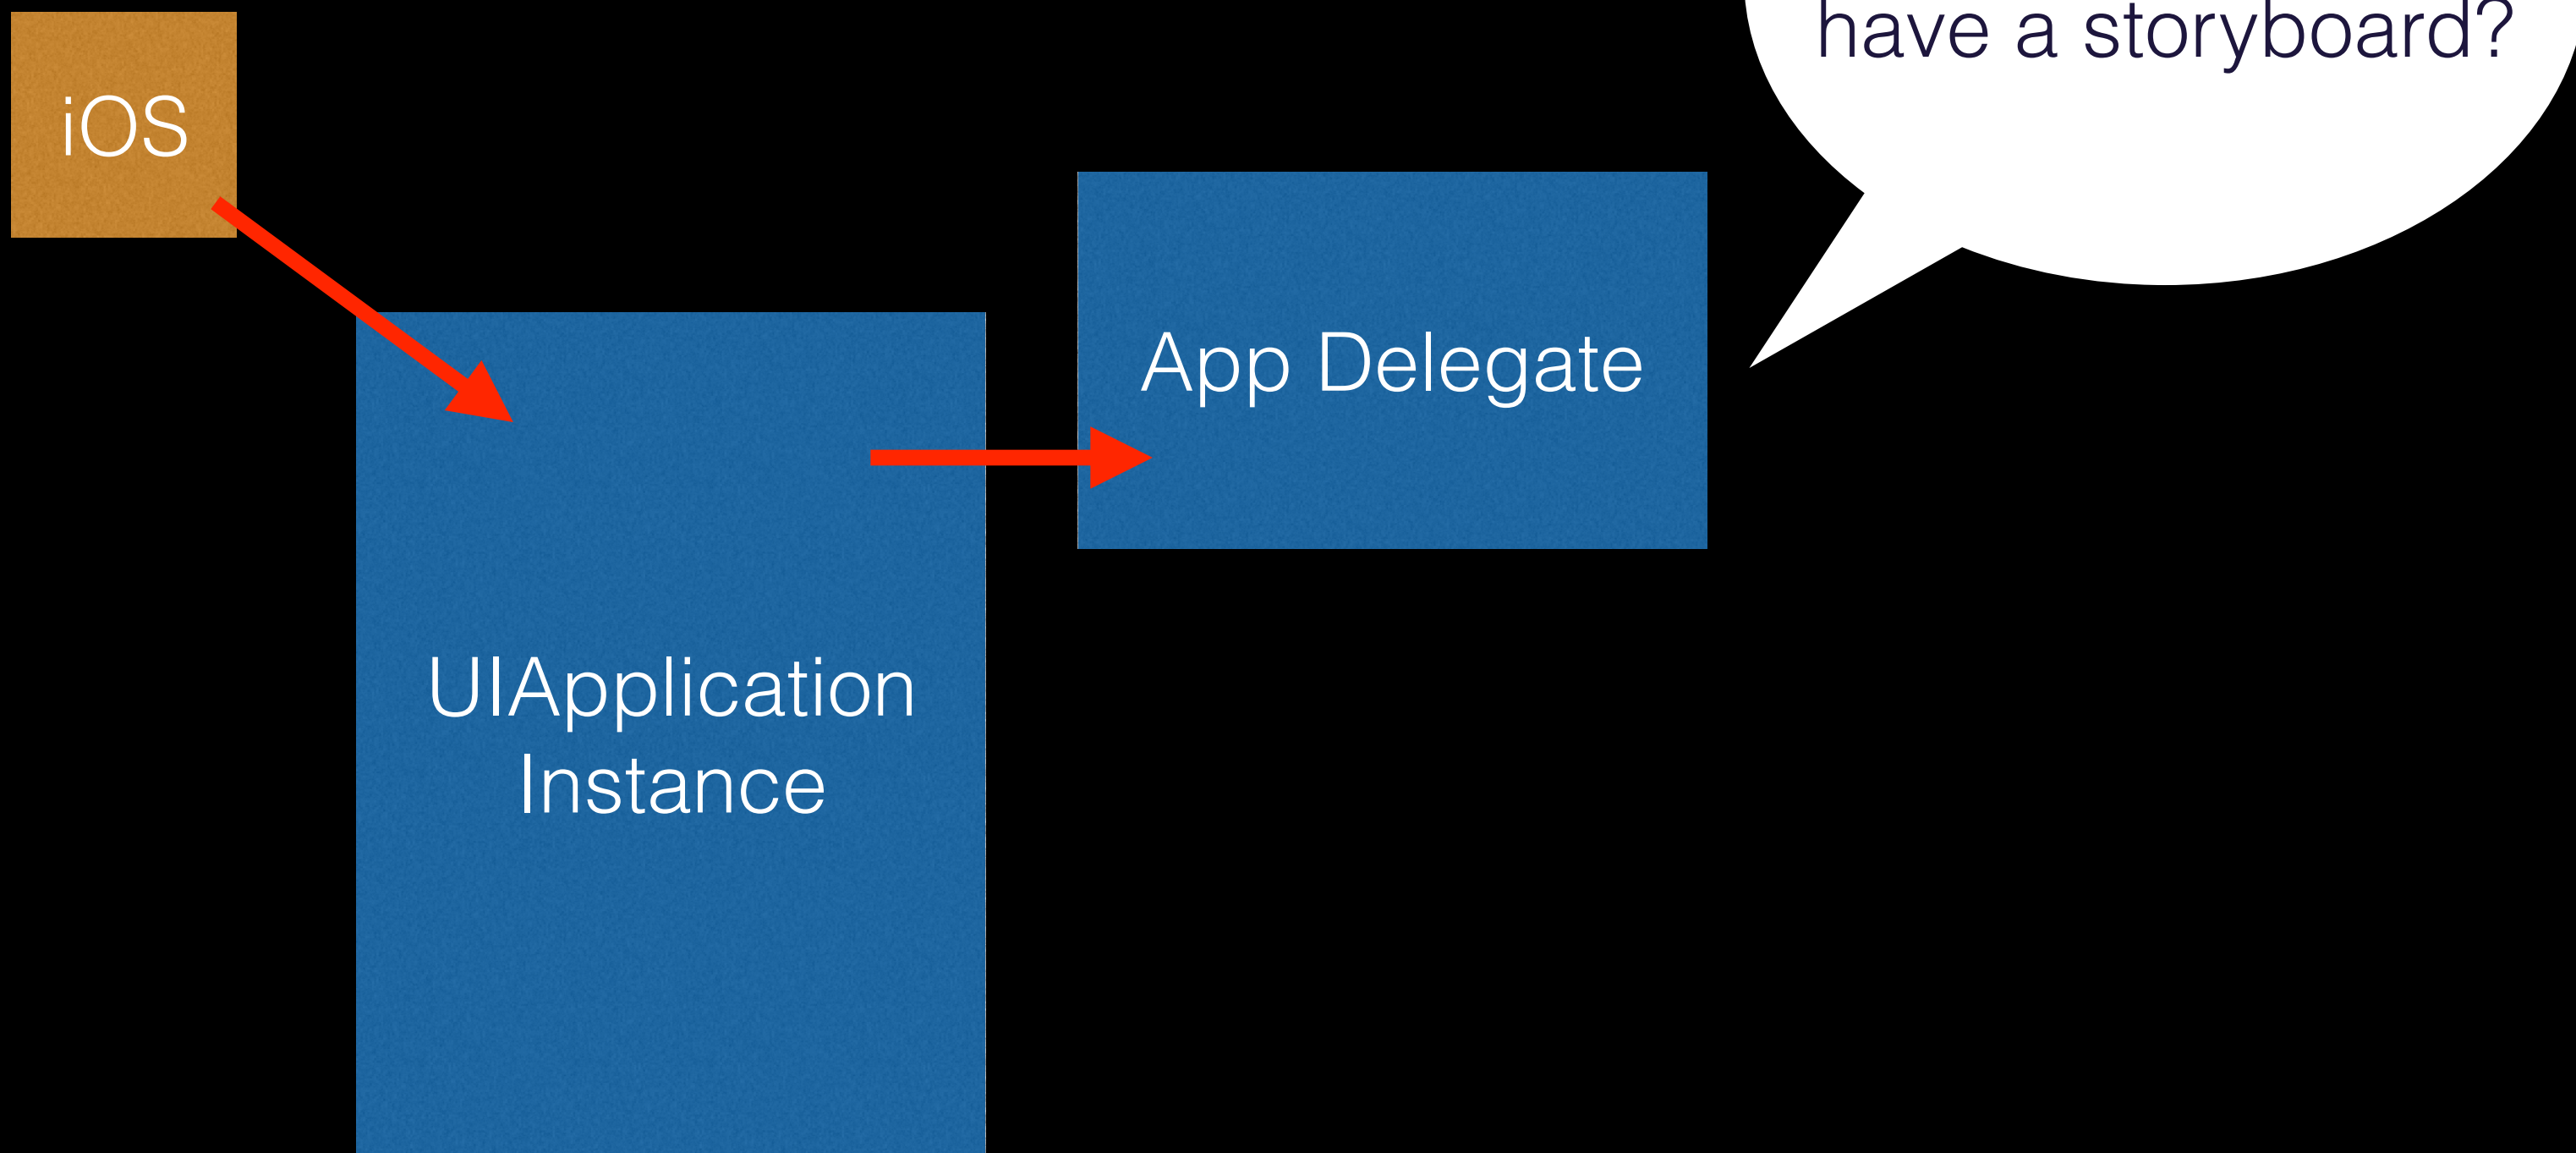 have a storyboard?
iOS
App Delegate
UIApplication
Instance